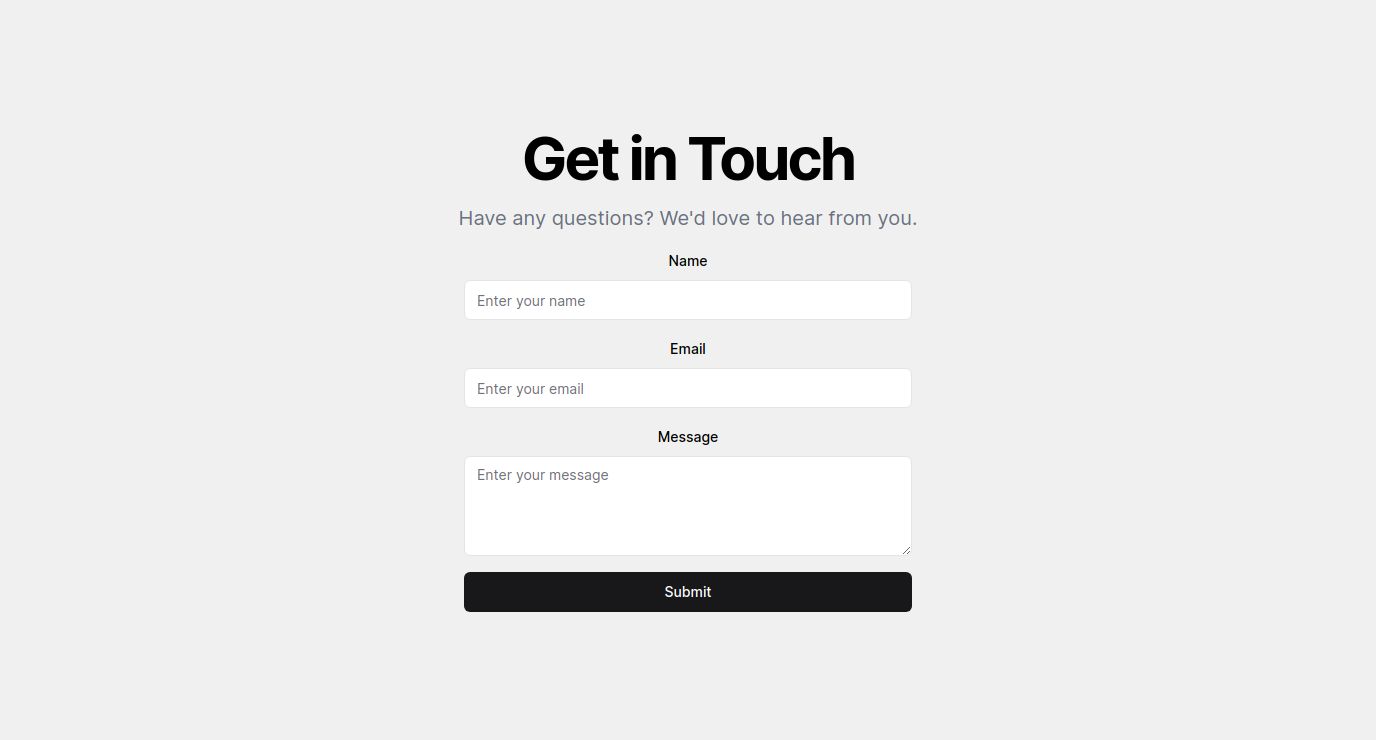 Get in Touch
Have any questions? We'd love to hear from you.
Name
Enter your name
Email
Enter your email
Message
Enter your message
Submit